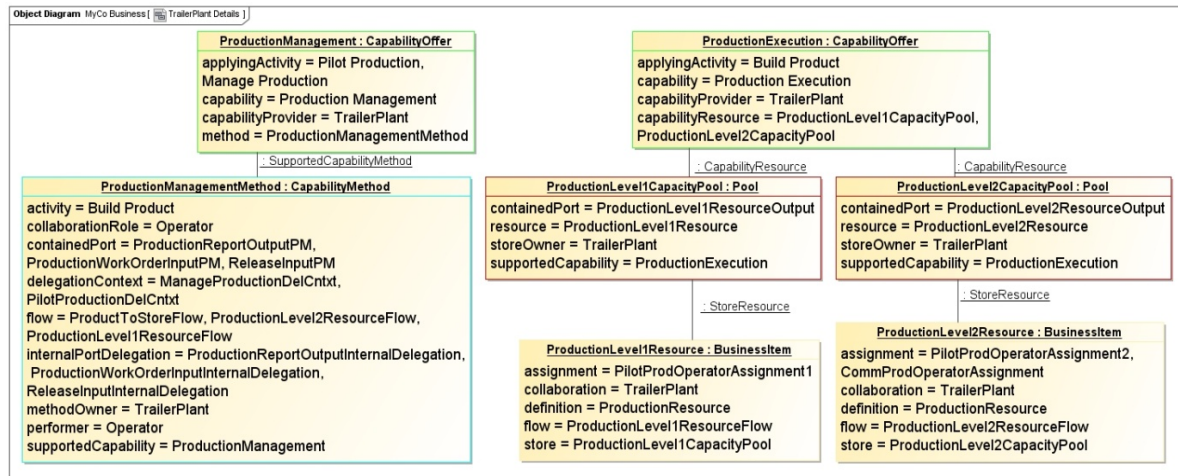 Object Diagram MyCo Business [ TrailerPlant Details ]
ProductionManagement : CapabilityOffer
applyingActivity = Pilot Production,
Manage Production
capability = Production Management
capabilityProvider = TrailerPlant
method = ProductionManagementMethod
ProductionExecution : CapabilityOffer
applyingActivity = Build Product
capability = Production Execution
capabilityProvider = TrailerPlant
capabilityResource = ProductionLevel1CapacityPool,
ProductionLevel2CapacityPool
: SupportedCapabilityMethod
: CapabilityResource
: CapabilityResource
ProductionManagementMethod : CapabilityMethod
activity = Build Product
collaborationRole = Operator
containedPort = ProductionReportOutputPM,
ProductionWorkOrderInputPM, ReleaseInputPM
delegationContext = ManageProductionDelCntxt,
PilotProductionDelCntxt
flow = ProductToStoreFlow, ProductionLevel2ResourceFlow,
ProductionLevel1ResourceFlow
internalPortDelegation = ProductionReportOutputInternalDelegation,
ProductionWorkOrderInputInternalDelegation,
ReleaseInputInternalDelegation
methodOwner = TrailerPlant
performer = Operator
supportedCapability = ProductionManagement
ProductionLevel1CapacityPool : Pool
containedPort = ProductionLevel1ResourceOutput
resource = ProductionLevel1Resource
storeOwner = TrailerPlant
supportedCapability = ProductionExecution
ProductionLevel2CapacityPool : Pool
containedPort = ProductionLevel2ResourceOutput
resource = ProductionLevel2Resource
storeOwner = TrailerPlant
supportedCapability = ProductionExecution
: StoreResource
: StoreResource
ProductionLevel1Resource : BusinessItem
assignment = PilotProdOperatorAssignment1
collaboration = TrailerPlant
definition = ProductionResource
flow = ProductionLevel1ResourceFlow
store = ProductionLevel1CapacityPool
ProductionLevel2Resource : BusinessItem
assignment = PilotProdOperatorAssignment2,
CommProdOperatorAssignment
collaboration = TrailerPlant
definition = ProductionResource
flow = ProductionLevel2ResourceFlow
store = ProductionLevel2CapacityPool